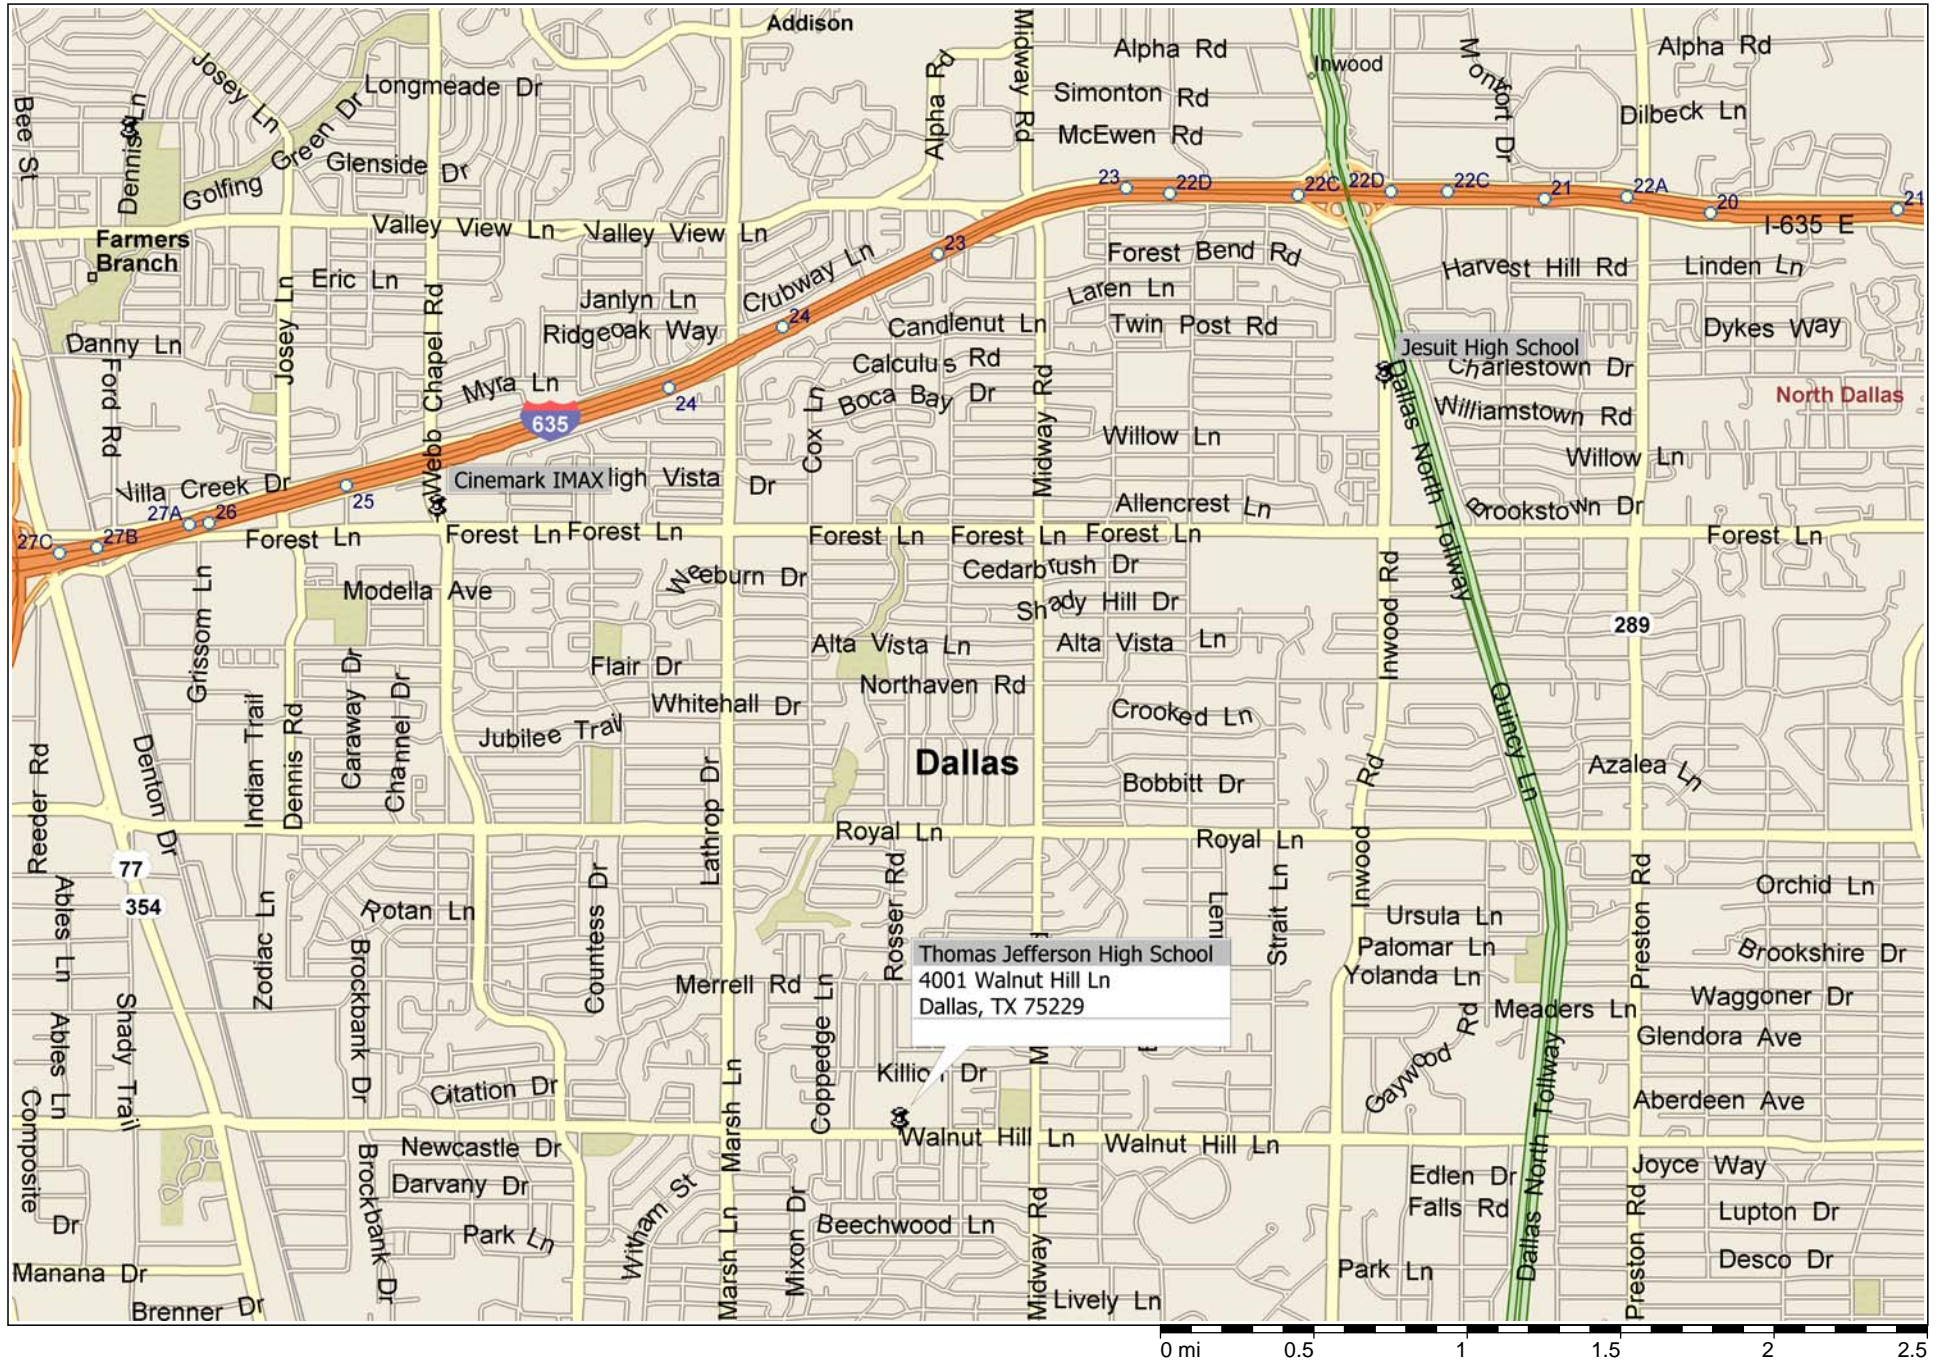 Addison
Josey Ln
Longmeade Dr
Alpha Rd
Midway Rd
Alpha Rd
Inwood
Montfort Dr
Alpha Rd
Bee St
Dennis Ln
Green Dr
Simonton Rd
Dilbeck Ln
McEwen Rd
Glenside Dr
Golfing
23
22D
22C
22D
22C
21
22A
20
21
I-635 E
Valley View Ln
Valley View Ln
Farmers
Branch
Clubway Ln
23
Forest Bend Rd
Harvest Hill Rd
Linden Ln
Eric Ln
Josey Ln
Webb Chapel Rd
Janlyn Ln
Laren Ln
Ridgeoak Way
24
Candlenut Ln
Twin Post Rd
Dykes Way
Danny Ln
Jesuit High School
Calculus Rd
Charlestown Dr
Ford Rd
Myra Ln
24
Cox Ln
Boca Bay Dr
Midway Rd
North Dallas
635
Williamstown Rd
Willow Ln
Willow Ln
Dallas North Tollway
Cinemark IMAX
igh Vista Dr
Villa Creek Dr
25
27A
26
Allencrest Ln
Brookstown Dr
27C
27B
Forest Ln
Forest Ln
Forest Ln
Forest Ln
Forest Ln
Forest Ln
Forest Ln
Weeburn Dr
Cedarbrush Dr
Modella Ave
Shady Hill Dr
Inwood Rd
289
Grissom Ln
Alta Vista Ln
Alta Vista Ln
Flair Dr
Caraway Dr
Channel Dr
Northaven Rd
Whitehall Dr
Crooked Ln
Indian Trail
Dennis Rd
Jubilee Trail
Quincy Ln
Reeder Rd
Denton Dr
Dallas
Azalea Ln
Lathrop Dr
Bobbitt Dr
Inwood Rd
Royal Ln
Royal Ln
77
354
Ables Ln
Zodiac Ln
Rotan Ln
Countess Dr
Rosser Rd
Strait Ln
Preston Rd
Orchid Ln
Ursula Ln
Palomar Ln
Brookshire Dr
Thomas Jefferson High School
4001 Walnut Hill Ln
Dallas, TX 75229
Yolanda Ln
Merrell Rd
Brockbank Dr
Coppedge Ln
Shady Trail
Ables Ln
Meaders Ln
Waggoner Dr
Gaywood Rd
Glendora Ave
Killion Dr
Citation Dr
Marsh Ln
Marsh Ln
Aberdeen Ave
Composite Dr
Walnut Hill Ln
Walnut Hill Ln
Newcastle Dr
Joyce Way
Edlen Dr
Darvany Dr
Witham St
Brockbank Dr
Mixon Dr
Beechwood Ln
Midway Rd
Falls Rd
Dallas North Tollway
Preston Rd
Lupton Dr
Park Ln
Desco Dr
Manana Dr
Park Ln
Brenner Dr
Lively Ln
0 mi 0.5 1 1.5 2 2.5